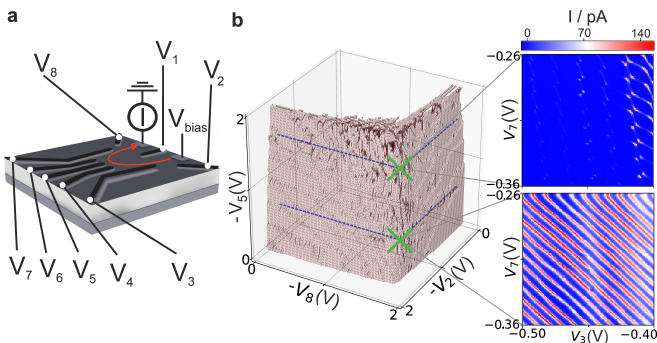 a
V8
V1
V2
I
Vbias
V7
V6
V5
V4
V3
b
2
-V5(V)
0
0
-V8(V)
2
-2
-V2(V)
0
I / pA
0
70
140
−0.26
V7(V)
−0.36
−0.26
V7(V)
−0.36
−0.50
V3(V)
−0.40